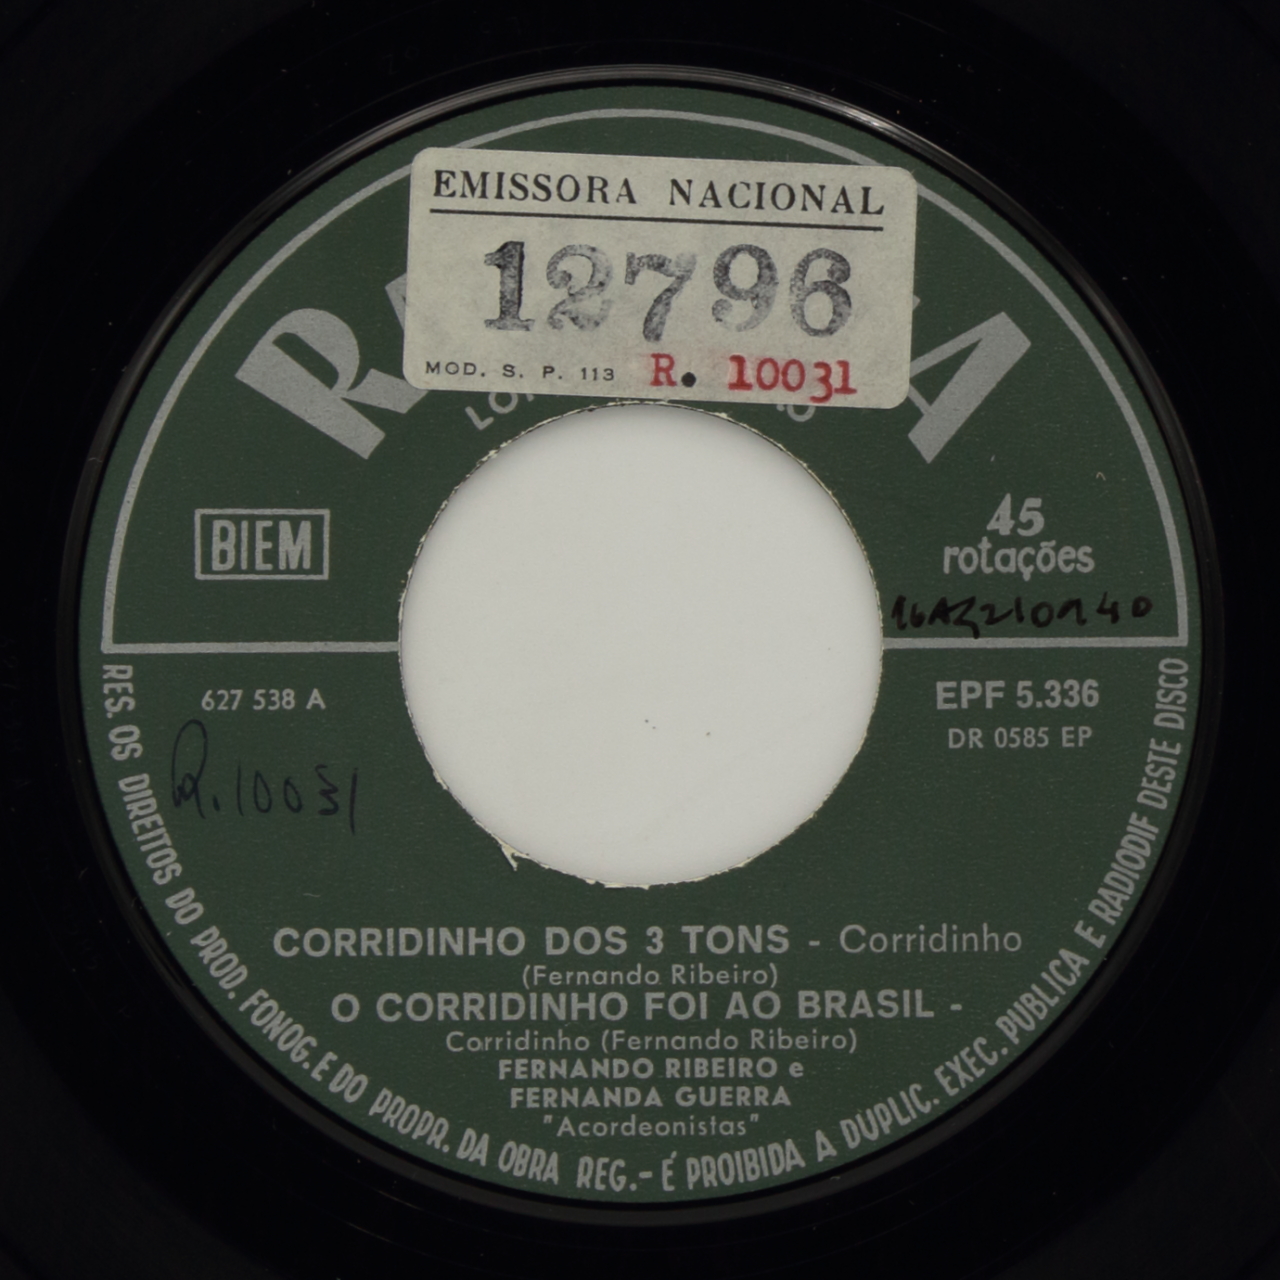 EMISSORA NACIONAL
12796
MOD. S. P. 113 R. 10031
BIEM
45
rotações
627 538 A
EPF 5.336
DR 0585 EP
R. 10031
CORRIDINHO DOS 3 TONS - Corridinho
(Fernando Ribeiro)
O CORRIDINHO FOI AO BRASIL -
Corridinho (Fernando Ribeiro)
FERNANDO RIBEIRO e
FERNANDA GUERRA
"Acordeonistas"
RES. OS DIREITOS DO PROD. FONOG. E DO PROPR. DA OBRA REG.- É PROIBIDA A DUPLIC. EXEC. PUBLICA E RADIODIF DESTE DISCO